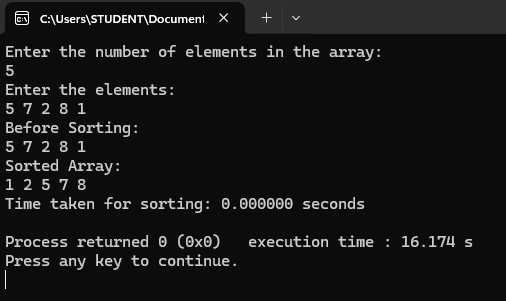 C:\Users\STUDENT\Document
Enter the number of elements in the array:
5
Enter the elements:
5 7 2 8 1
Before Sorting:
5 7 2 8 1
Sorted Array:
1 2 5 7 8
Time taken for sorting: 0.000000 seconds
Process returned 0 (0x0)   execution time : 16.174 s
Press any key to continue.